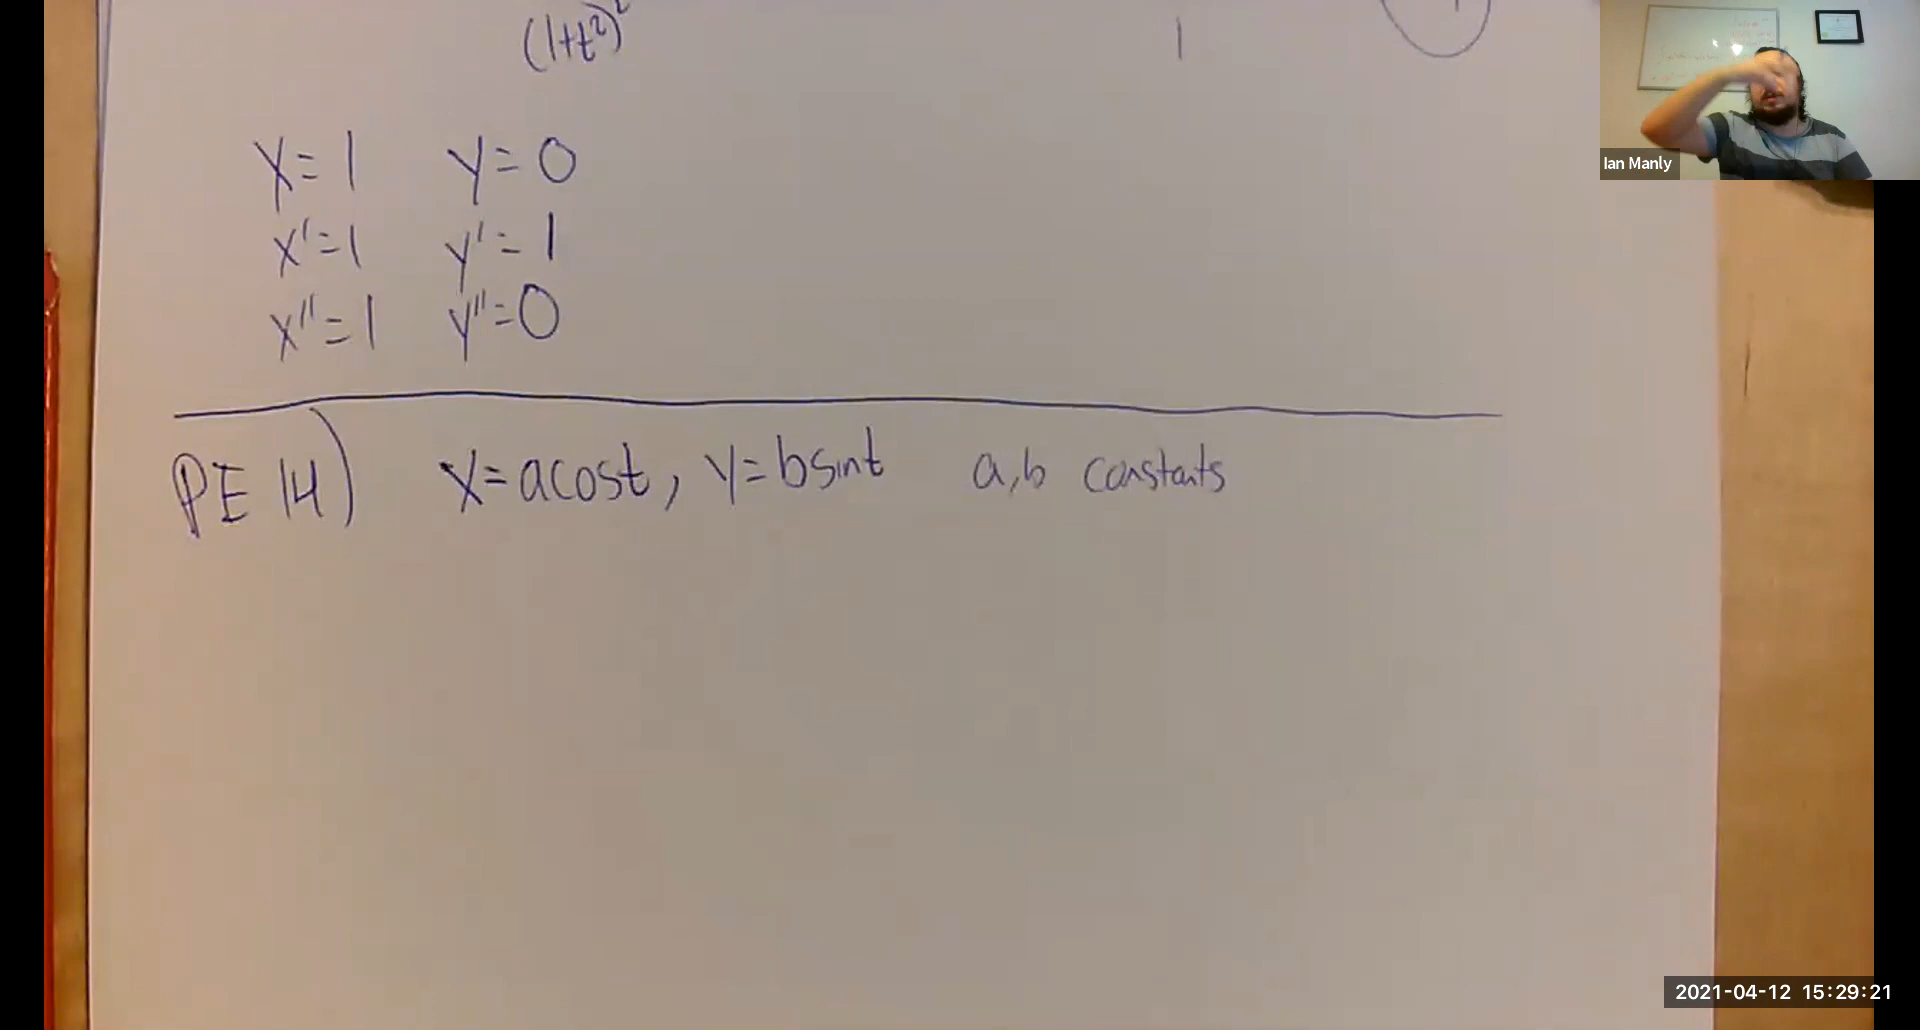 (1+t²)²
1
x=1 y=0
x'=1 y'=1
x''=1 y''=0
PE 14) x=acost, y=bsint a,b constants
Ian Manly
2021-04-12 15:29:21